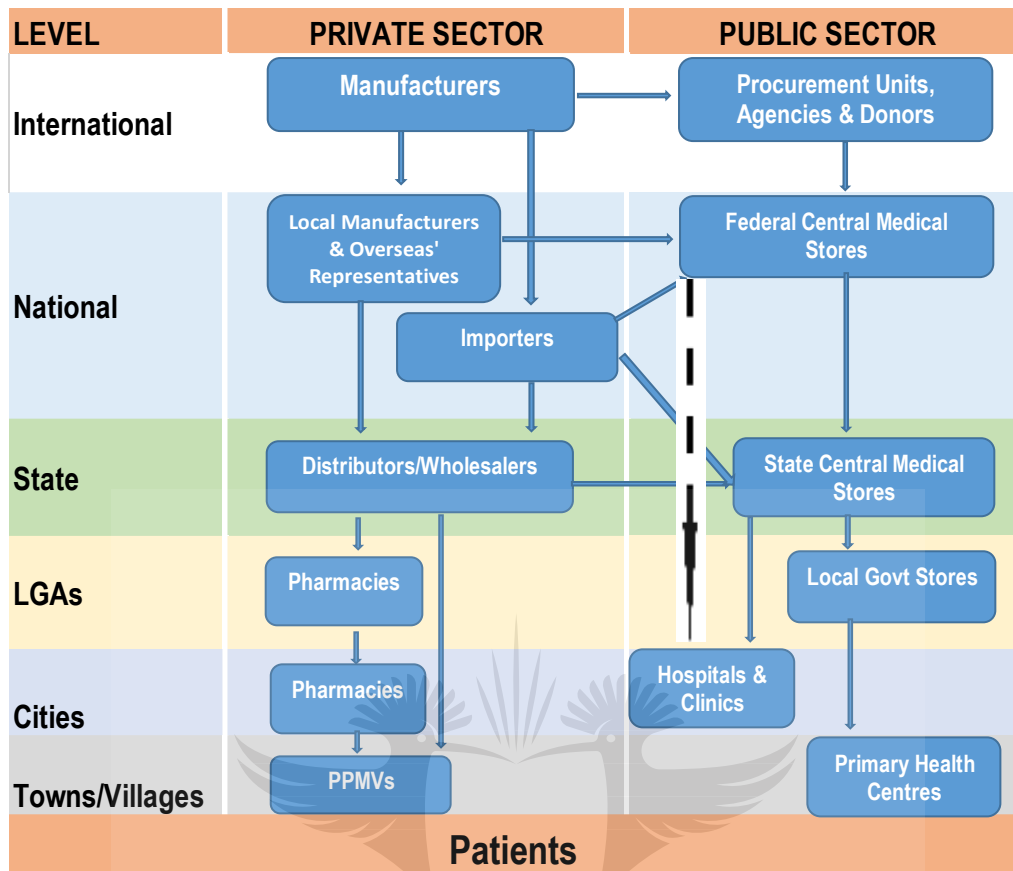 LEVEL
PRIVATE SECTOR
PUBLIC SECTOR
International
Manufacturers
Procurement Units,
Agencies & Donors
National
Local Manufacturers
& Overseas'
Representatives
Federal Central Medical
Stores
Importers
State
Distributors/Wholesalers
State Central Medical
Stores
LGAs
Pharmacies
Local Govt Stores
Cities
Pharmacies
Hospitals &
Clinics
Towns/Villages
PPMVs
Primary Health
Centres
Patients